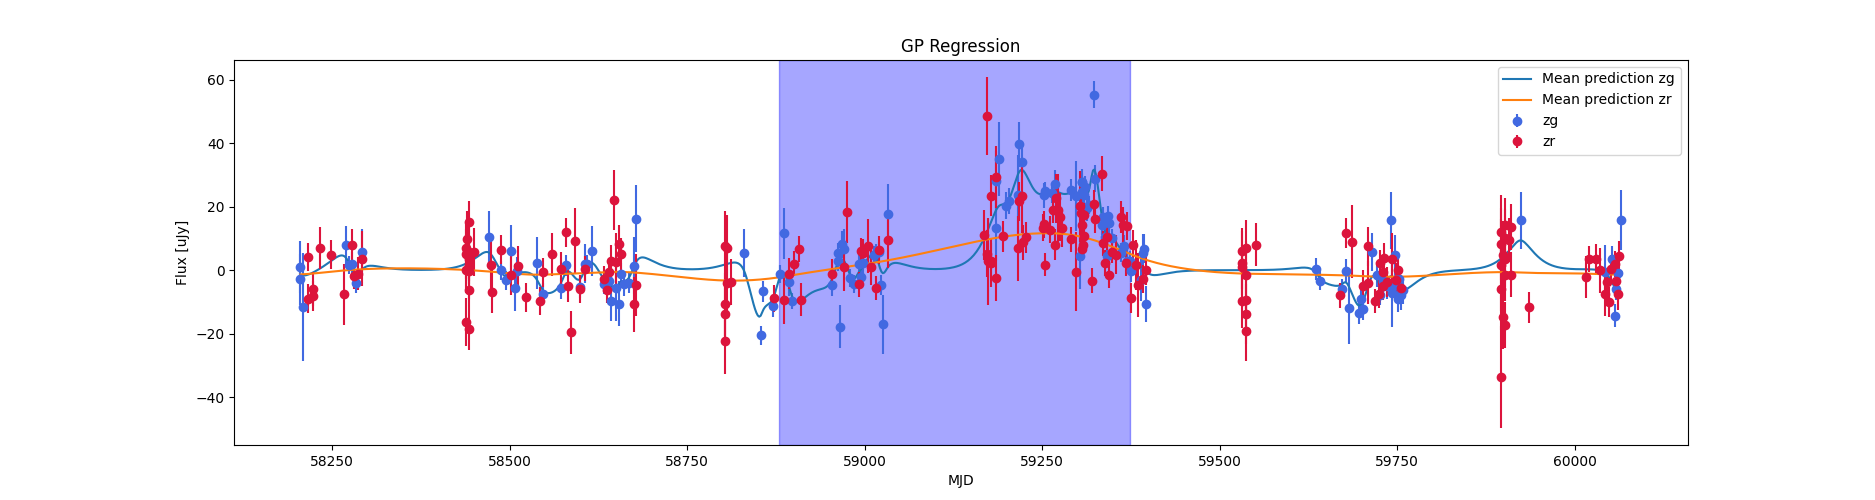 GP Regression
Flux [uJy]
60
40
20
0
−20
−40
Mean prediction zg
Mean prediction zr
zg
zr
58250 58500 58750 59000 59250 59500 59750 60000
MJD